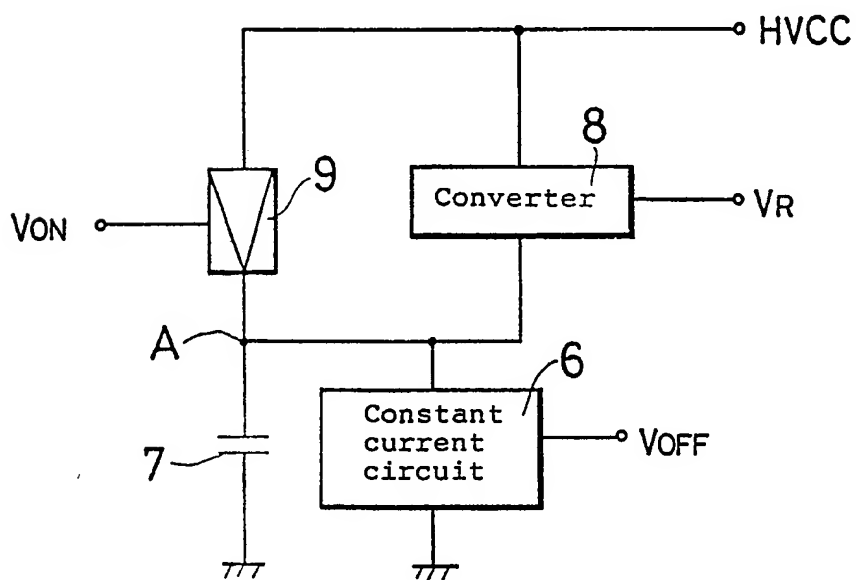 HVCC
8
9
Converter
VR
VON
A
6
Constant
current
circuit
VOFF
7